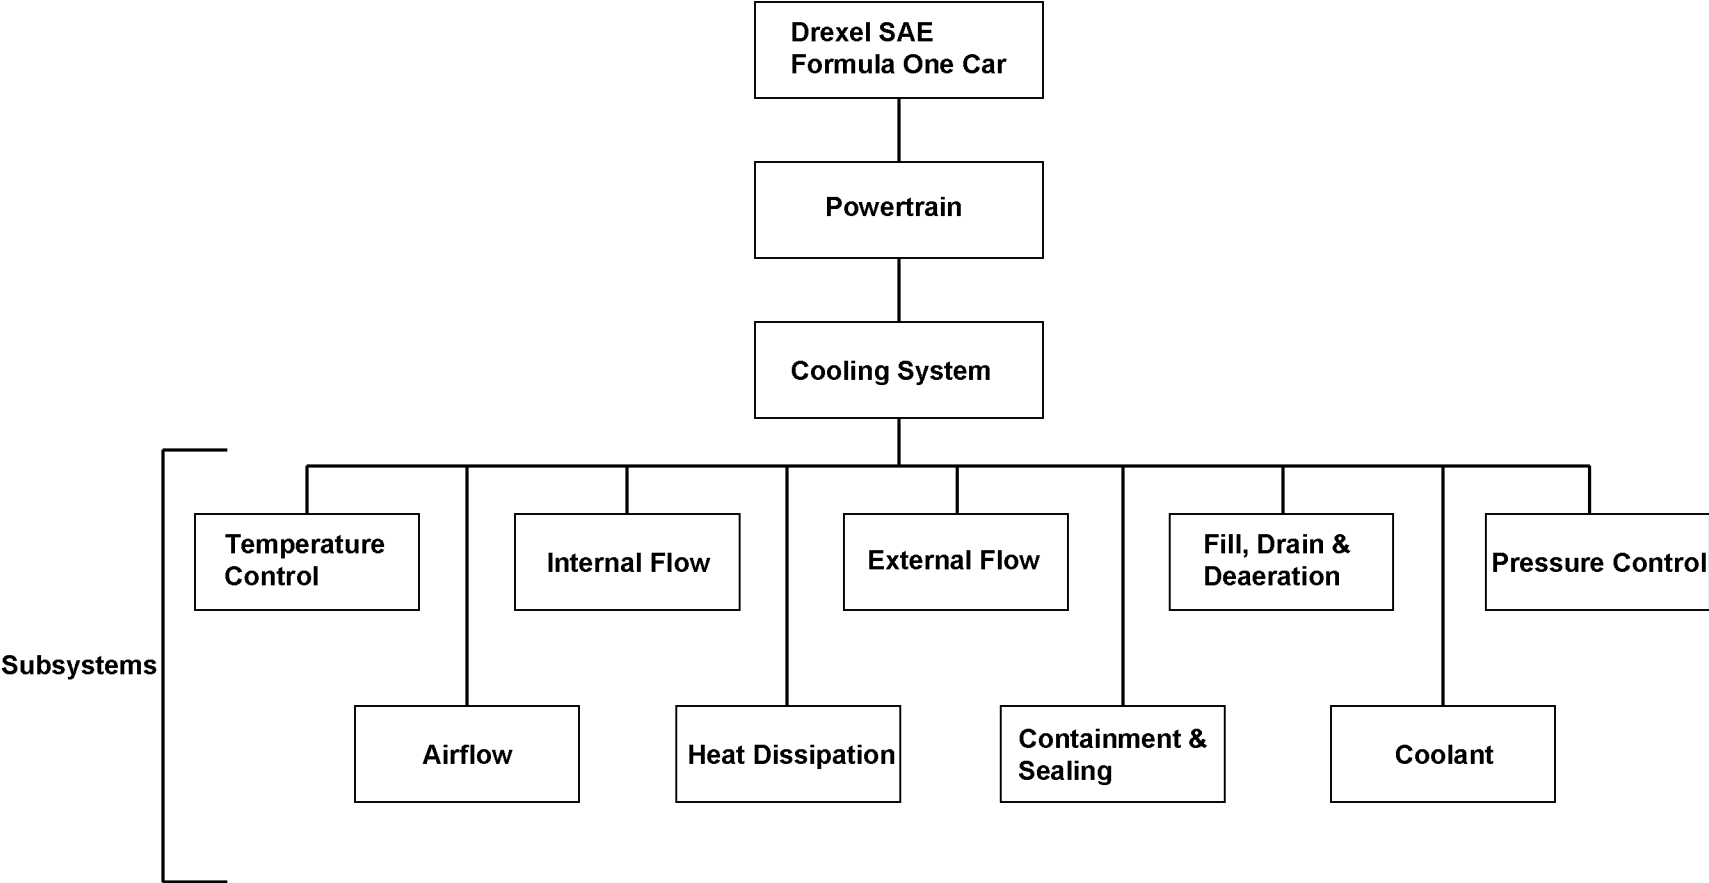 Drexel SAE
Formula One Car
Powertrain
Cooling System
Temperature
Control
Internal Flow
External Flow
Fill, Drain &
Deaeration
Pressure Control
Subsystems
Airflow
Heat Dissipation
Containment &
Sealing
Coolant